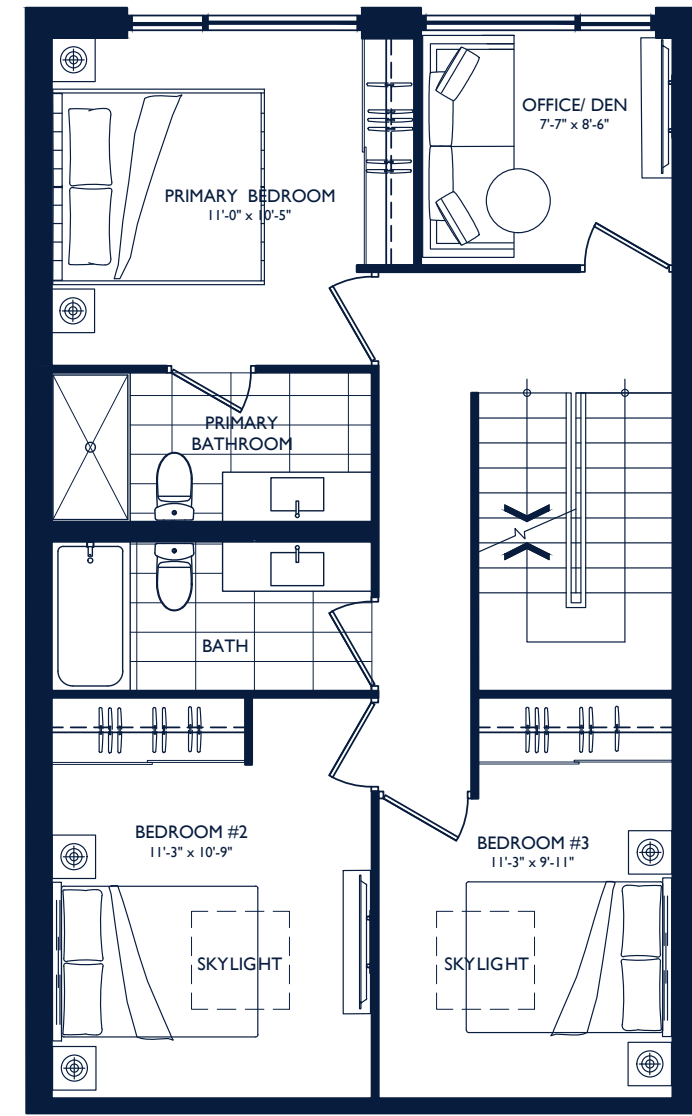 OFFICE/ DEN
7'-7" x 8'-6"
PRIMARY BEDROOM
11'-0" x 10'-5"
PRIMARY
BATHROOM
BATH
BEDROOM #2
11'-3" x 10'-9"
BEDROOM #3
11'-3" x 9'-11"
SKYLIGHT
SKYLIGHT